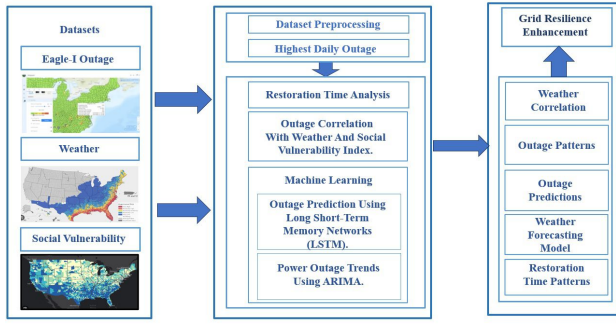 Datasets
Eagle-I Outage
Weather
Social Vulnerability
Dataset Preprocessing
Highest Daily Outage
Restoration Time Analysis
Outage Correlation
With Weather And Social
Vulnerability Index.
Machine Learning
Outage Prediction Using
Long Short-Term
Memory Networks
(LSTM).
Power Outage Trends
Using ARIMA.
Grid Resilience
Enhancement
Weather
Correlation
Outage Patterns
Outage
Predictions
Weather
Forecasting
Model
Restoration
Time Patterns